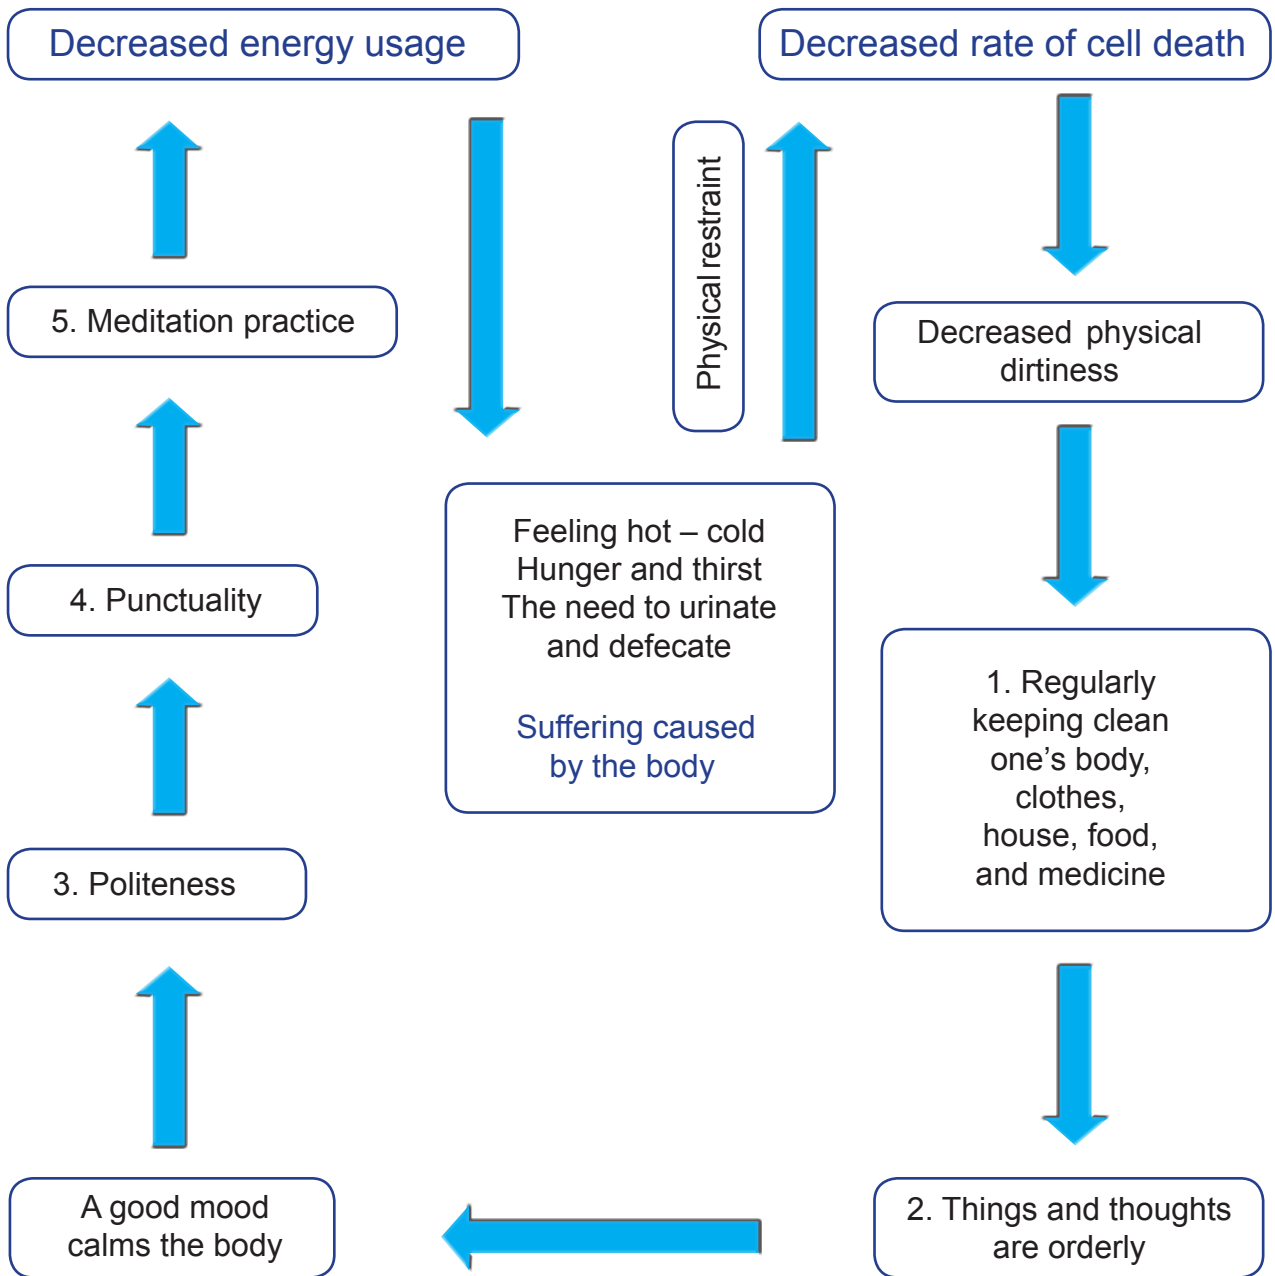 Decreased energy usage
Decreased rate of cell death
Physical restraint
5. Meditation practice
Decreased physical
dirtiness
Feeling hot – cold
Hunger and thirst
The need to urinate
and defecate
Suffering caused
by the body
4. Punctuality
1. Regularly
keeping clean
one’s body,
clothes,
house, food,
and medicine
3. Politeness
A good mood
calms the body
2. Things and thoughts
are orderly